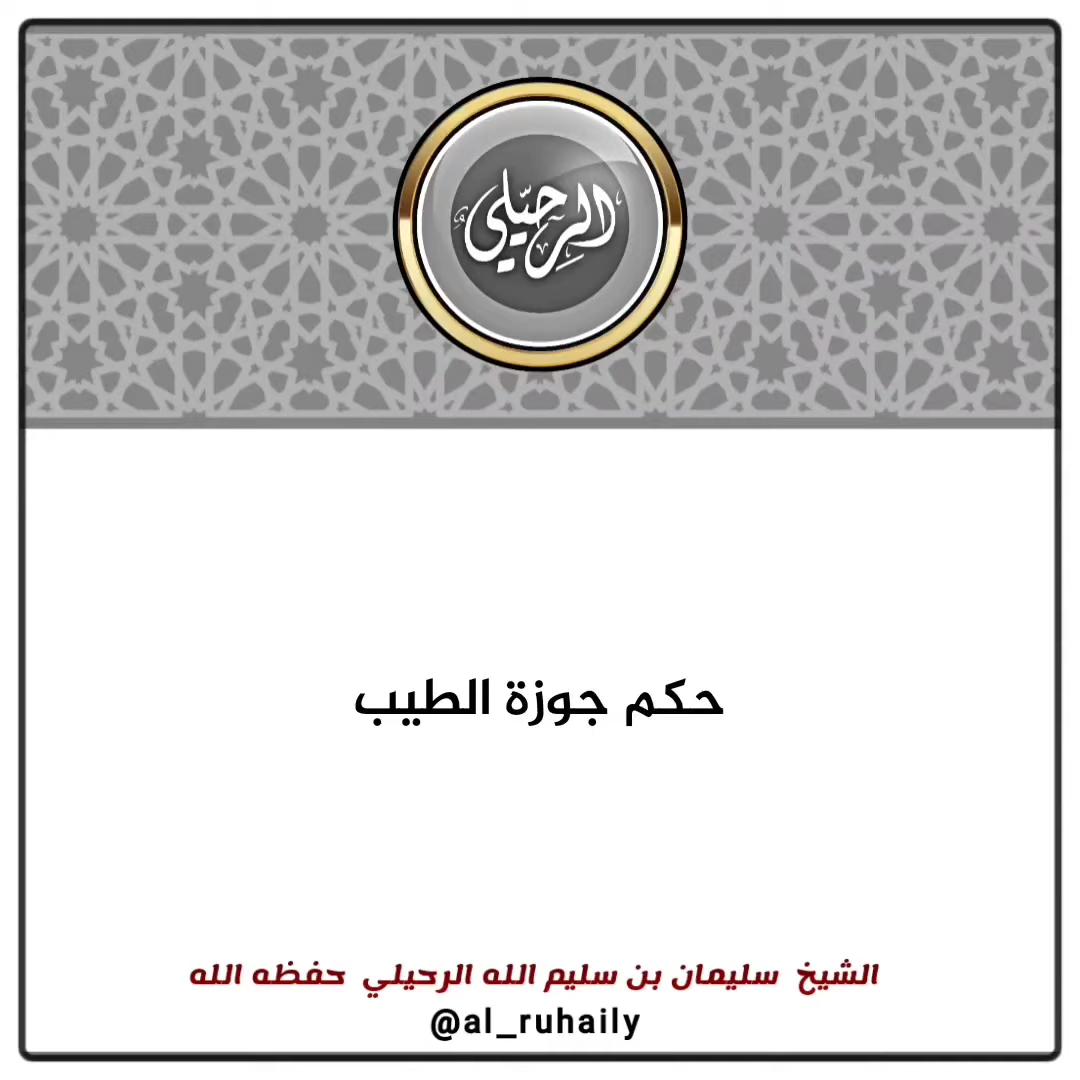 الرحيلي
حكم جوزة الطيب
الشيخ سليمان بن سليم الله الرحيلي حفظه الله
@al_ruhaily